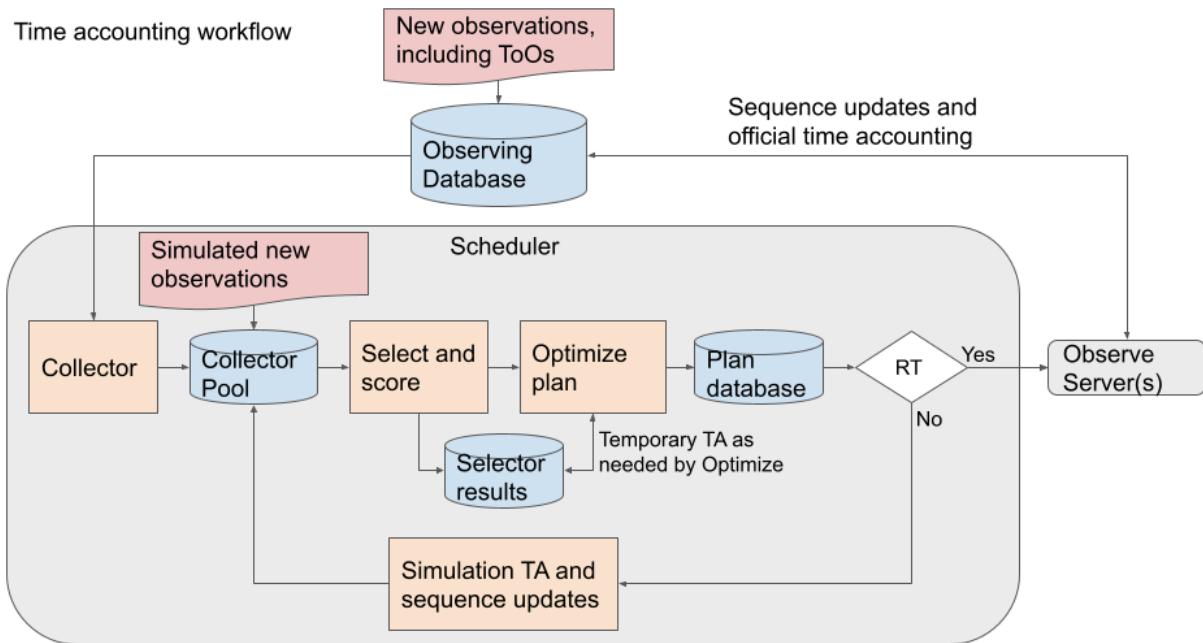 Time accounting workflow
New observations,
including ToOs
Sequence updates and
official time accounting
Observing
Database
Scheduler
Simulated new
observations
Collector
Collector
Pool
Select and
score
Optimize
plan
Plan
database
RT
Yes
Observe
Server(s)
No
Temporary TA as
needed by Optimize
Selector
results
Simulation TA and
sequence updates